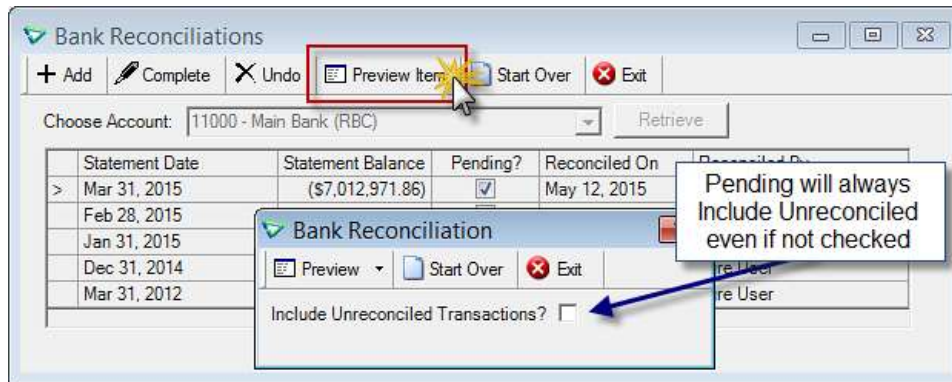 Bank Reconciliations
Add Complete Undo Preview Item Start Over Exit
Choose Account: 11000 - Main Bank (RBC) Retrieve
Statement Date Statement Balance Pending? Reconciled On
> Mar 31, 2015 ($7,012,971.86) May 12, 2015
Feb 28, 2015
Jan 31, 2015
Dec 31, 2014
Mar 31, 2012 User
Pending will always
Include Unreconciled
even if not checked
Bank Reconciliation
Preview Start Over Exit
Include Unreconciled Transactions?